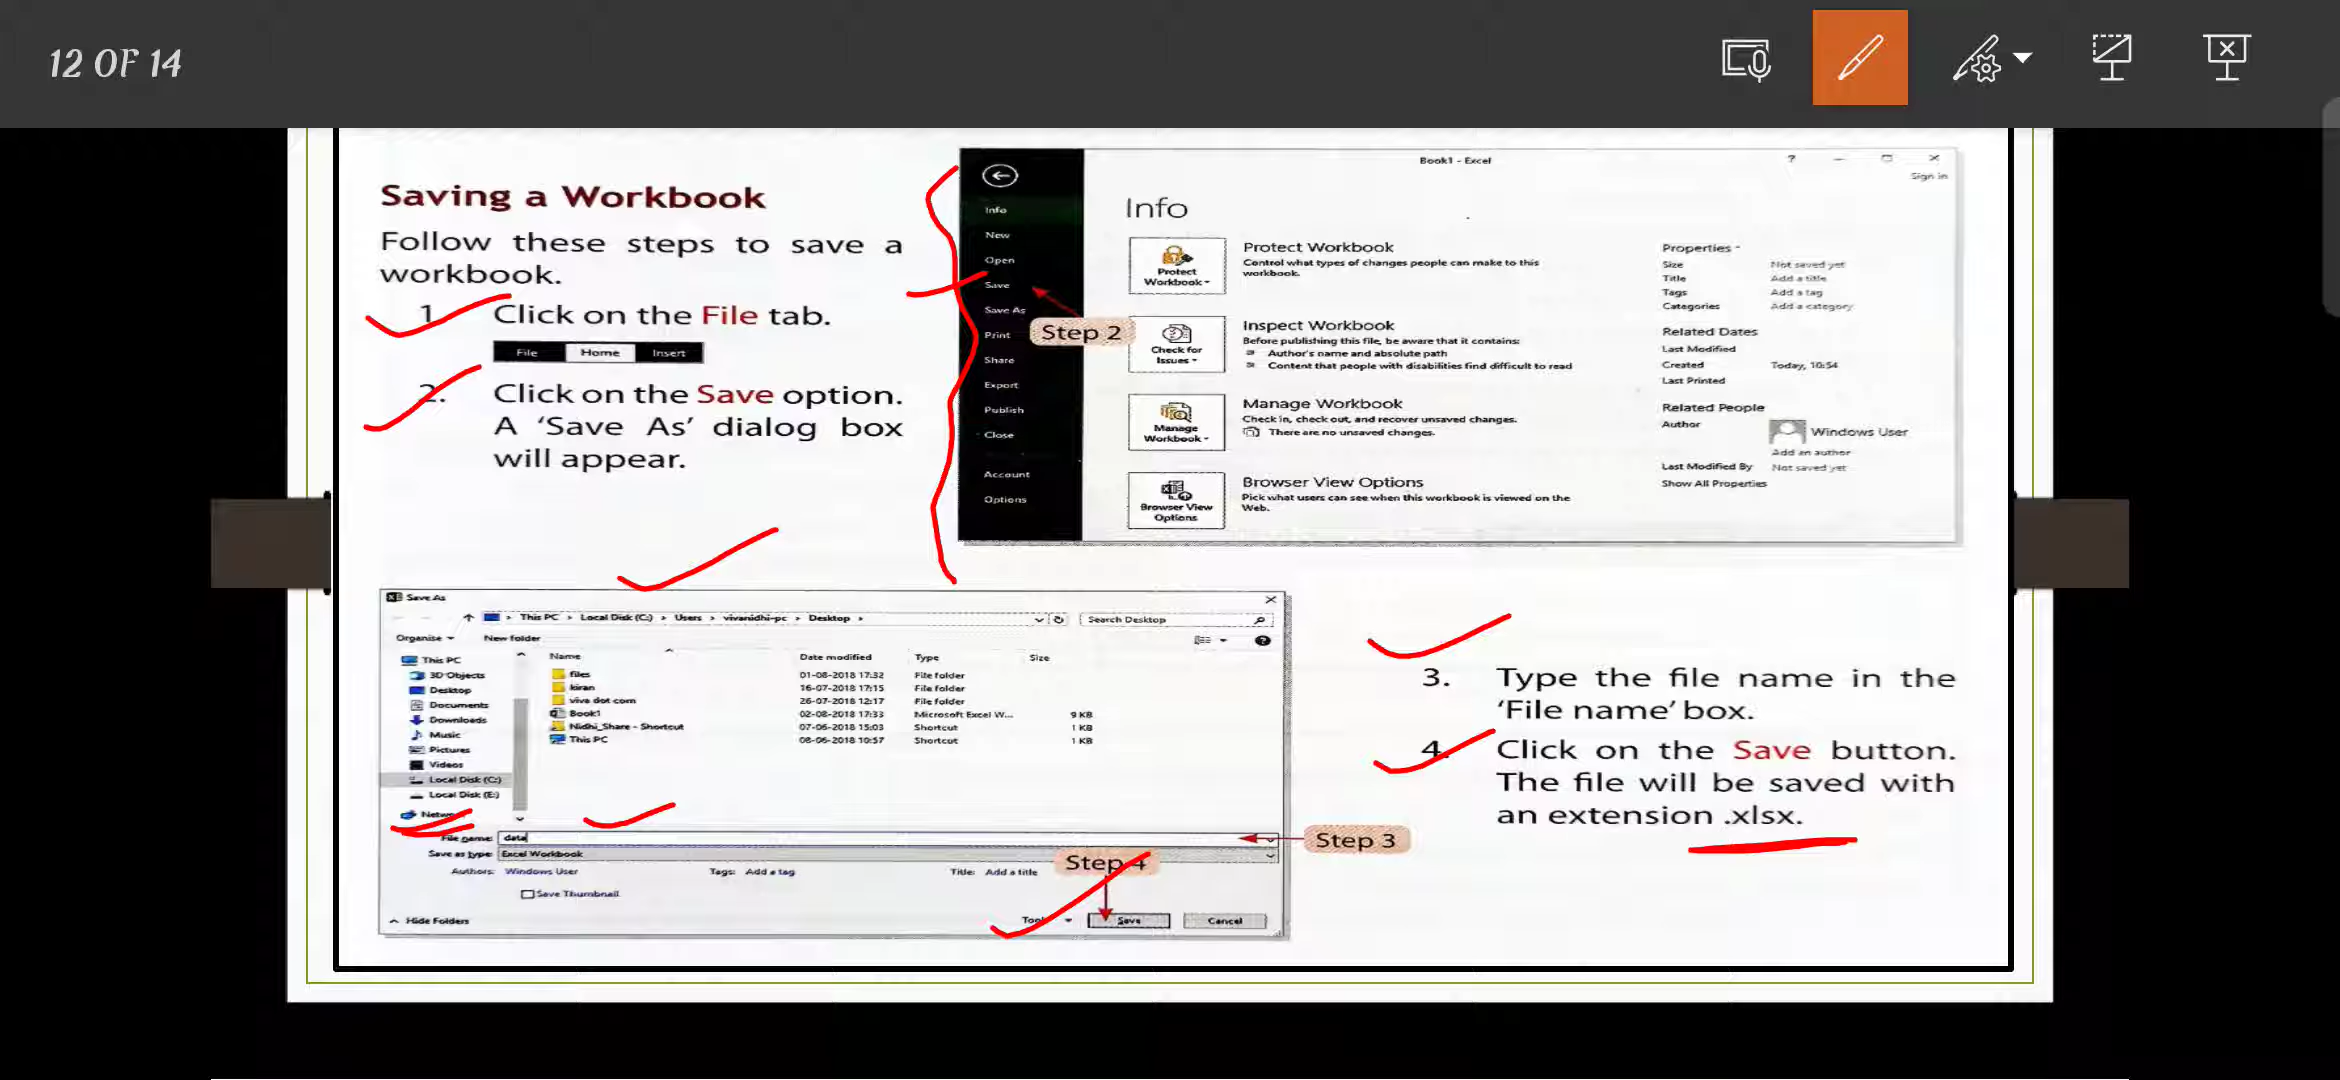 12 OF 14
Saving a Workbook
Follow these steps to save a
workbook.
1. Click on the File tab.
File Home Insert
2. Click on the Save option.
A ‘Save As’ dialog box
will appear.
Book1 - Excel
?
Sign in
Info
New
Open
Save
Save As
Print
Share
Export
Publish
Close
Account
Options
Step 2
Info
Protect
Workbook
Protect Workbook
Control what types of changes people can make to this
workbook.
Check for
Issues
Inspect Workbook
Before publishing this file, be aware that it contains:
Author's name and absolute path
Content that people with disabilities find difficult to read
Manage
Workbook
Manage Workbook
Check in, check out, and recover unsaved changes.
There are no unsaved changes.
Browser View
Options
Browser View Options
Pick what users can see when this workbook is viewed on the
Web.
Properties
Size Not saved yet
Title Add a title
Tags Add a tag
Categories Add a category
Related Dates
Last Modified
Created Today, 10:54
Last Printed
Related People
Author Windows User
Add an author
Last Modified By Not saved yet
Show All Properties
Save As
This PC > Local Disk (C:) > Users > vivanidhi-pc > Desktop >
Search Desktop
Organise New folder
This PC
3D Objects
Desktop
Documents
Downloads
Music
Pictures
Videos
Local Disk (C:)
Local Disk (E:)
Name Date modified Type Size
files 01-08-2018 17:32 File folder
kiran 16-07-2018 17:15 File folder
viva dot com 26-07-2018 12:17 File folder
Book1 02-08-2018 17:33 Microsoft Excel W... 9 KB
Nidhi_Share - Shortcut 07-06-2018 15:03 Shortcut 1 KB
This PC 08-06-2018 10:57 Shortcut 1 KB
File name: data
Save as type: Excel Workbook
Authors: Windows User Tags: Add a tag Title: Add a title
Save Thumbnail
Hide Folders
Save Cancel
Step 3
Step 4
3. Type the file name in the
‘File name’ box.
4. Click on the Save button.
The file will be saved with
an extension .xlsx.